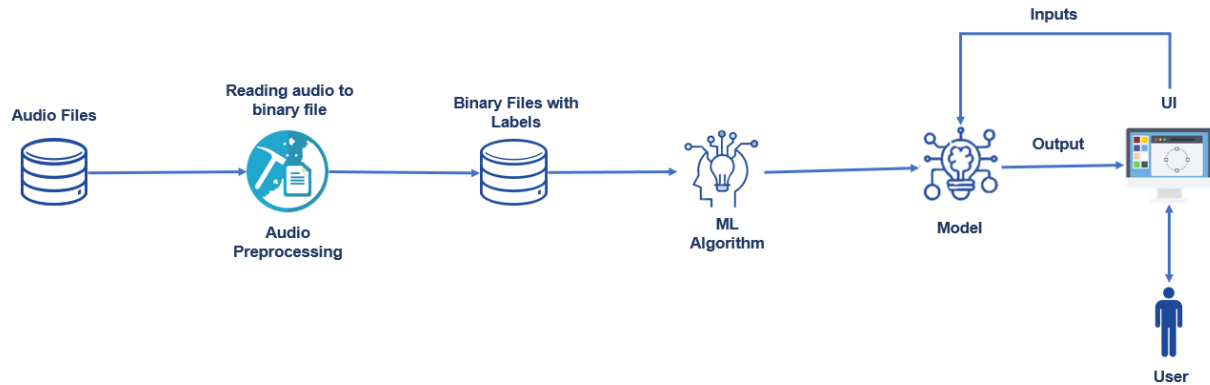 Audio Files
Reading audio to
binary file
Audio
Preprocessing
Binary Files with
Labels
ML
Algorithm
Model
Inputs
Output
UI
User